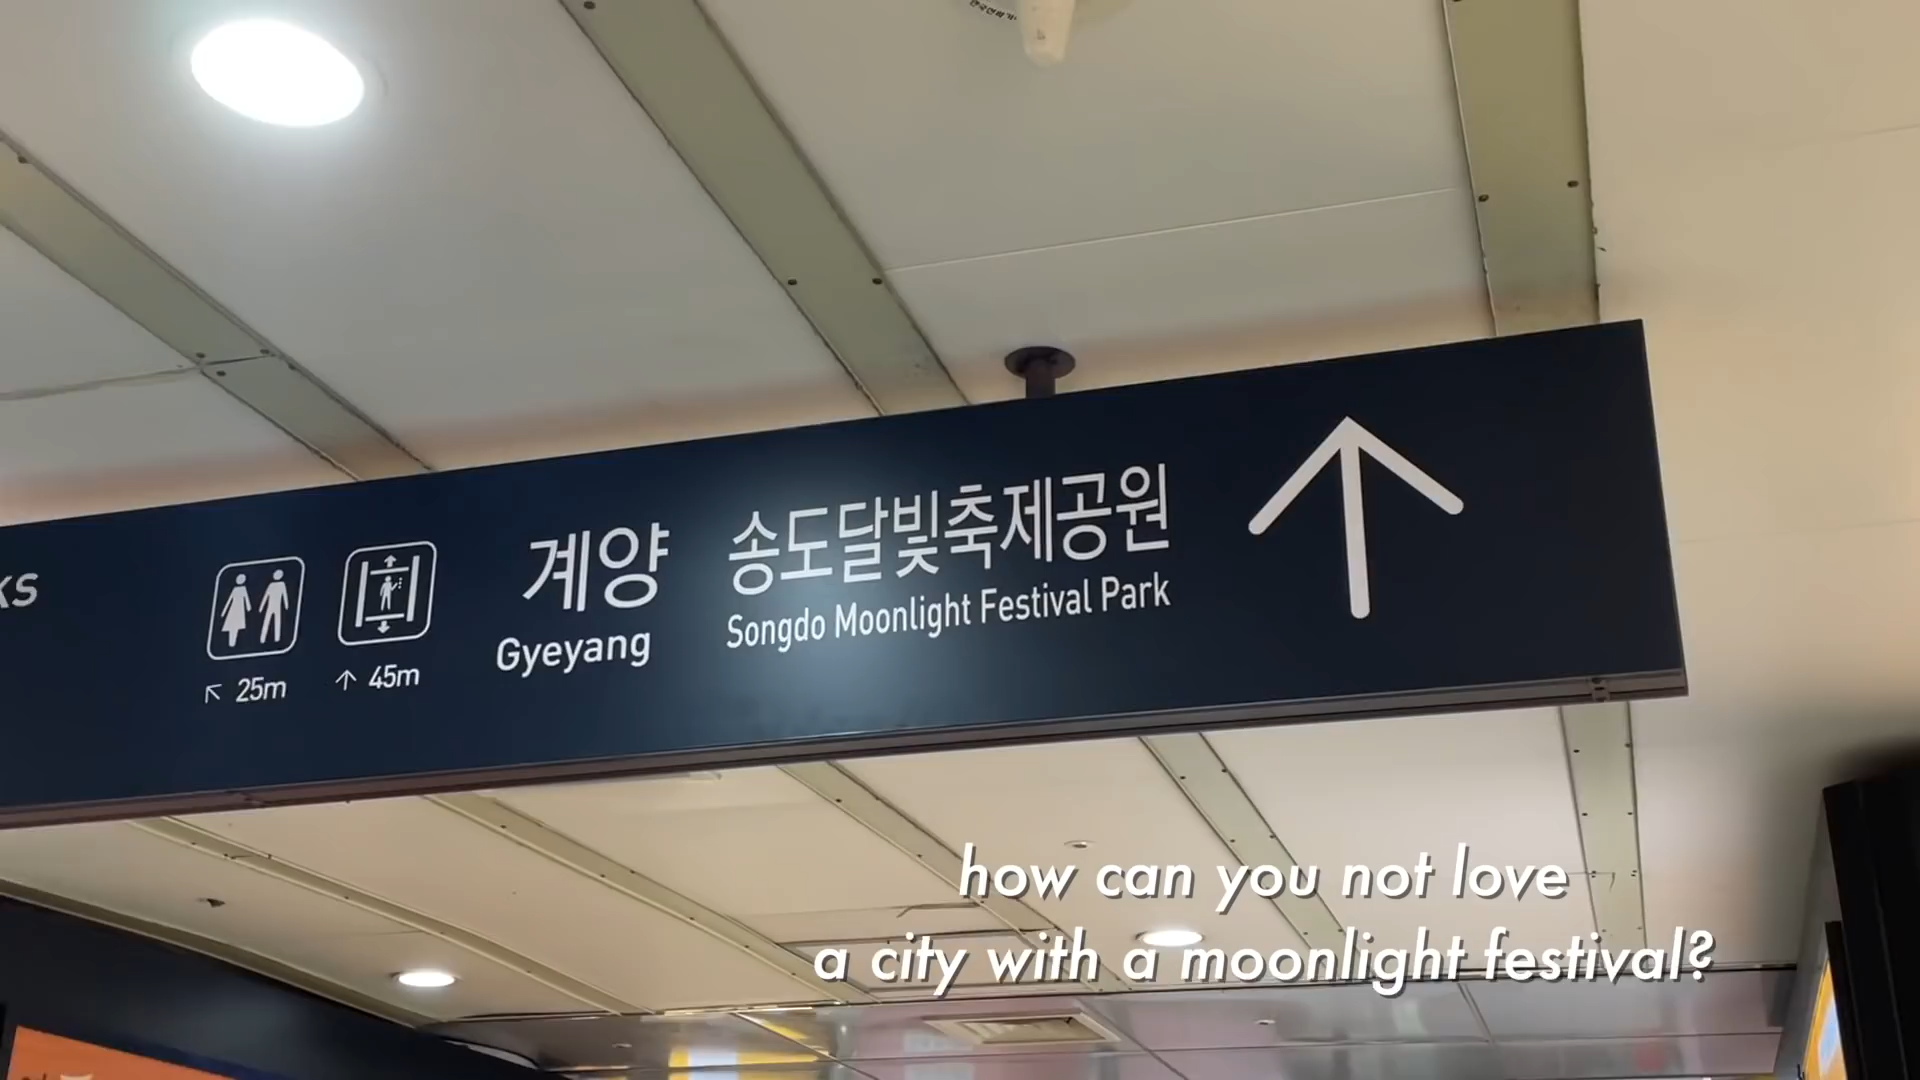 계양
Gyeyang
송도달빛축제공원
Songdo Moonlight Festival Park
↖ 25m
↑ 45m
how can you not love
a city with a moonlight festival?